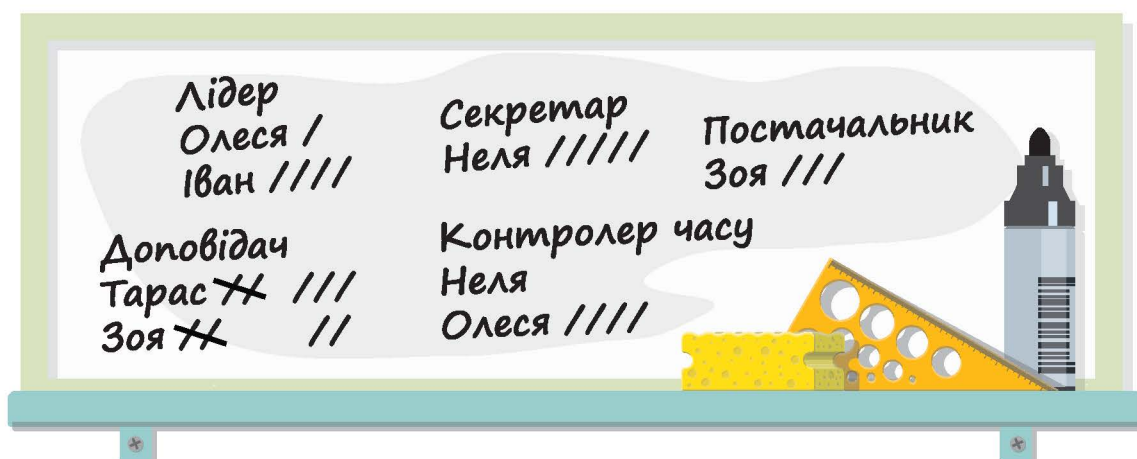 Лідер
Олеся /
Іван ////
Секретар
Неля /////
Постачальник
Зоя ///
Доповідач
Тарас // ///
Зоя // //
Контролер часу
Неля
Олеся ////